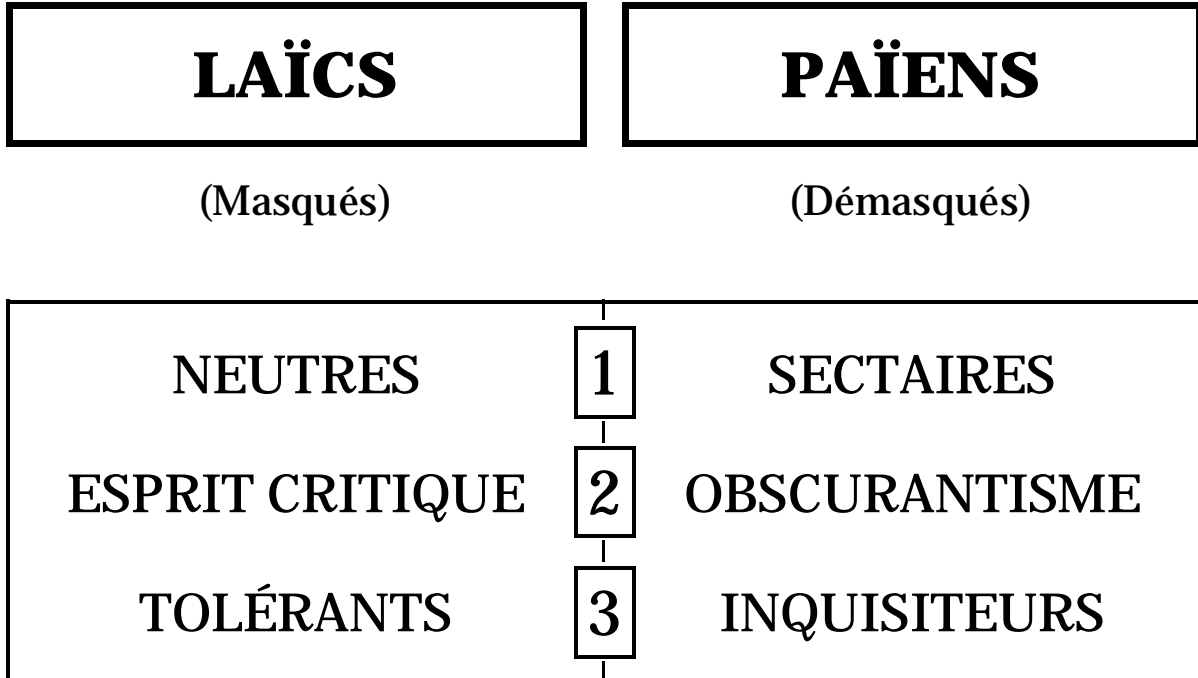 LAÏCS PAÏENS
(Masqués) (Démasqués)
NEUTRES 1 SECTAIRES
ESPRIT CRITIQUE 2 OBSCURANTISME
TOLÉRANTS 3 INQUISITEURS